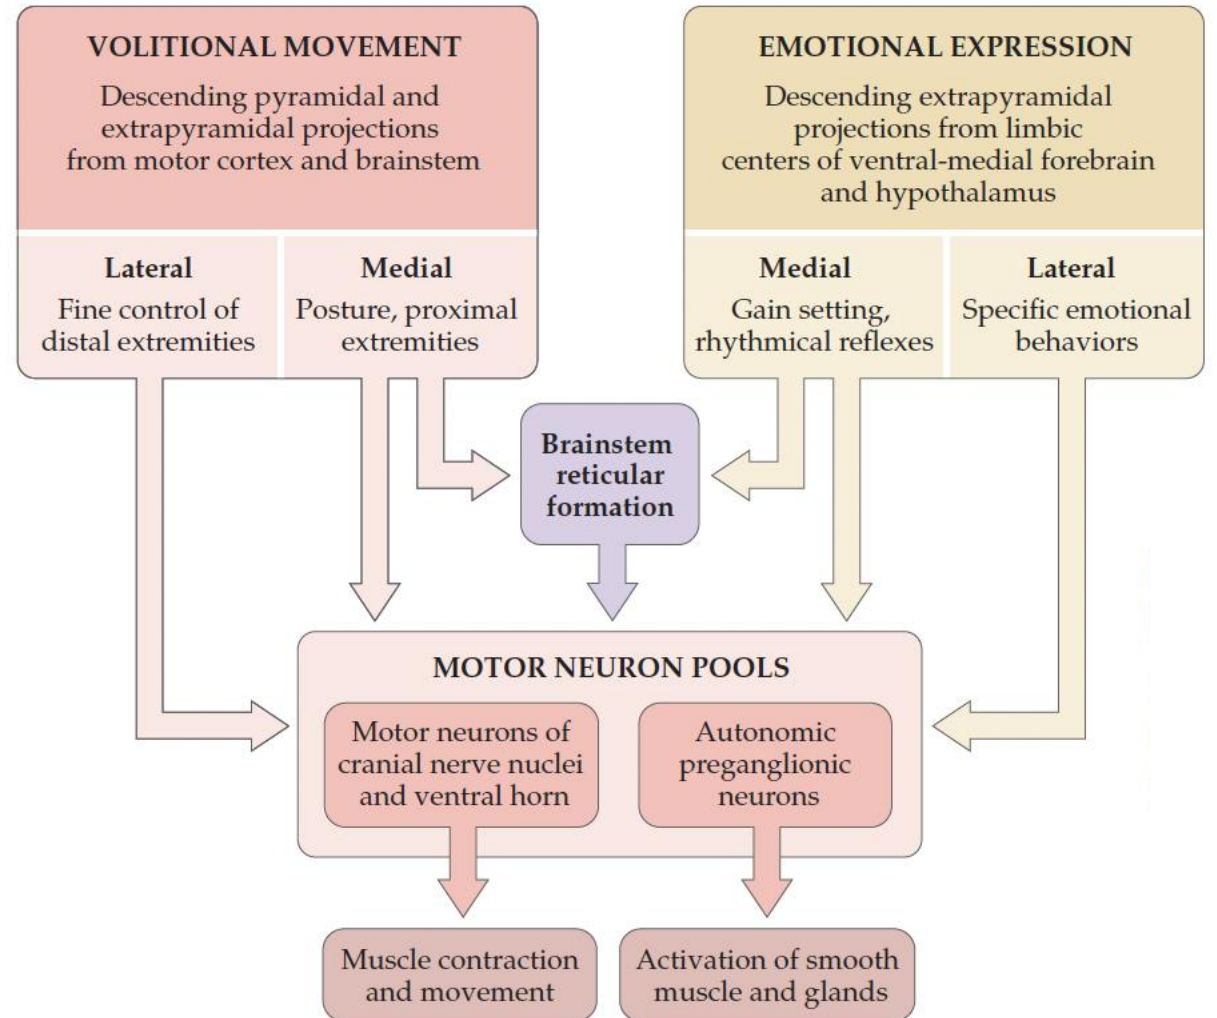 VOLITIONAL MOVEMENT
Descending pyramidal and
extrapyramidal projections
from motor cortex and brainstem
Lateral
Fine control of
distal extremities
Medial
Posture, proximal
extremities
EMOTIONAL EXPRESSION
Descending extrapyramidal
projections from limbic
centers of ventral-medial forebrain
and hypothalamus
Medial
Gain setting,
rhythmical reflexes
Lateral
Specific emotional
behaviors
Brainstem
reticular
formation
MOTOR NEURON POOLS
Motor neurons of
cranial nerve nuclei
and ventral horn
Autonomic
preganglionic
neurons
Muscle contraction
and movement
Activation of smooth
muscle and glands